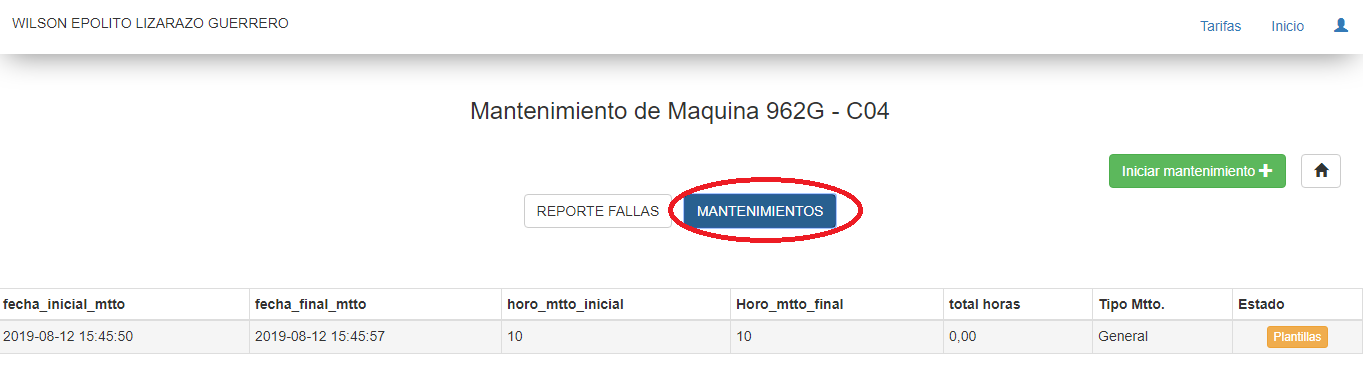 WILSON EPOLITO LIZARAZO GUERRERO
Tarifas Inicio
Mantenimiento de Maquina 962G - C04
Iniciar mantenimiento
REPORTE FALLAS MANTENIMIENTOS
fecha_inicial_mtto fecha_final_mtto horo_mtto_inicial Horo_mtto_final total horas Tipo Mtto. Estado
2019-08-12 15:45:50 2019-08-12 15:45:57 10 10 0,00 General Plantillas